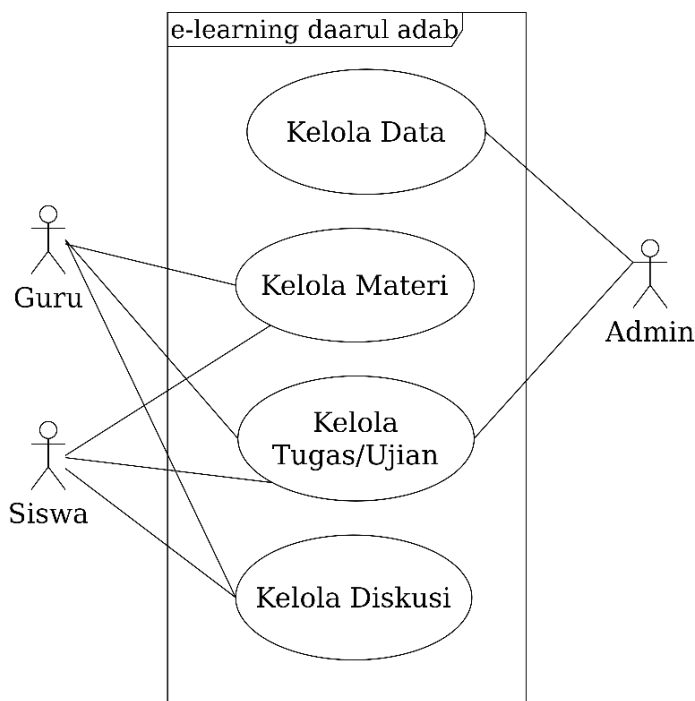 e-learning daarul adab
Kelola Data
Guru
Kelola Materi
Admin
Kelola
Tugas/Ujian
Siswa
Kelola Diskusi